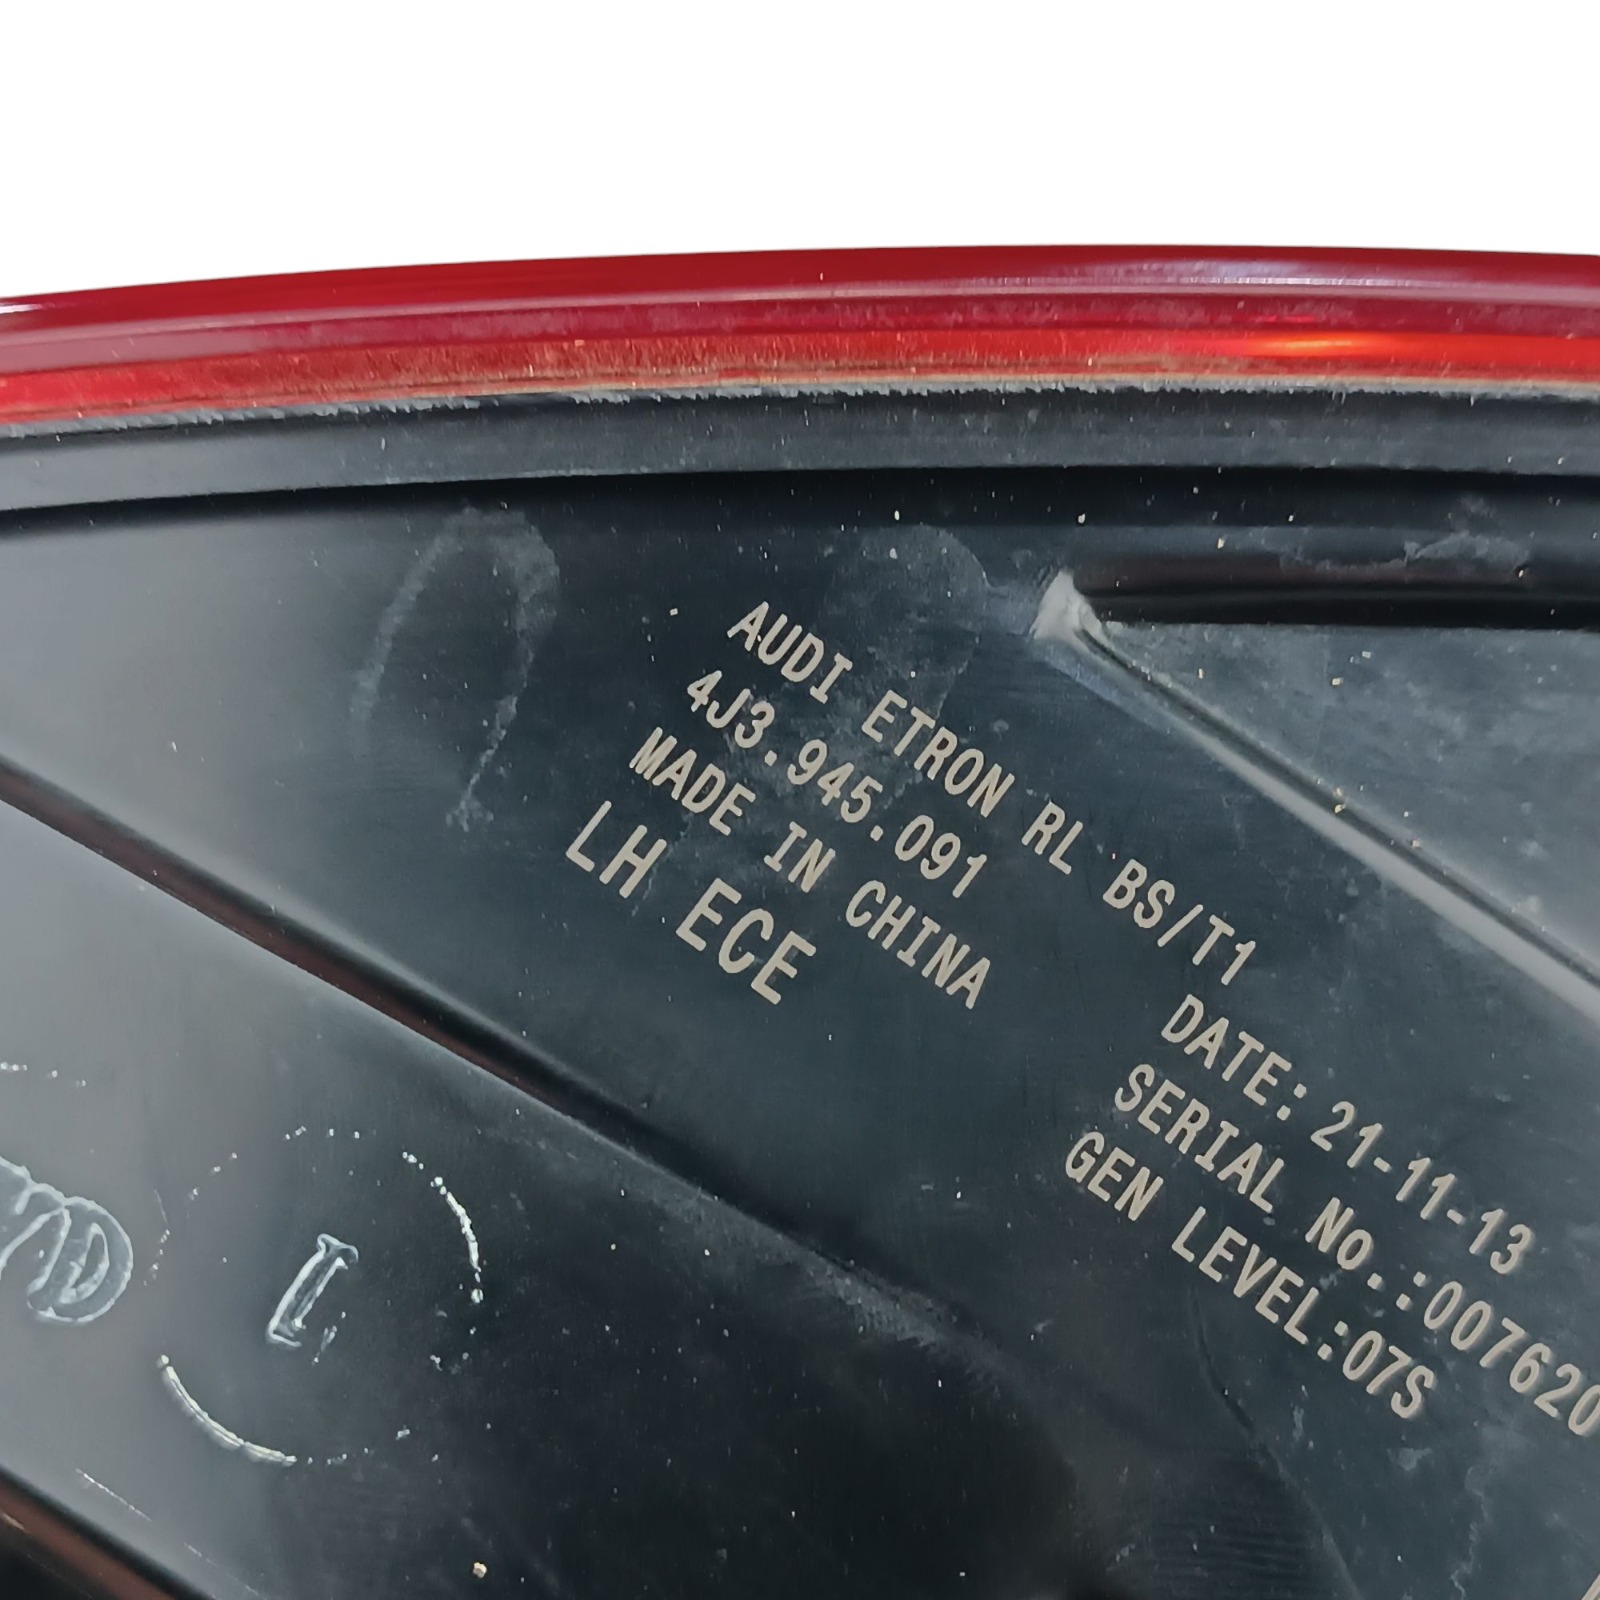 AUDI ETRON RL BS/T1
4J3.945.091
MADE IN CHINA
LH ECE
DATE: 21-11-13
SERIAL No.:007620
GEN LEVEL:07S
1